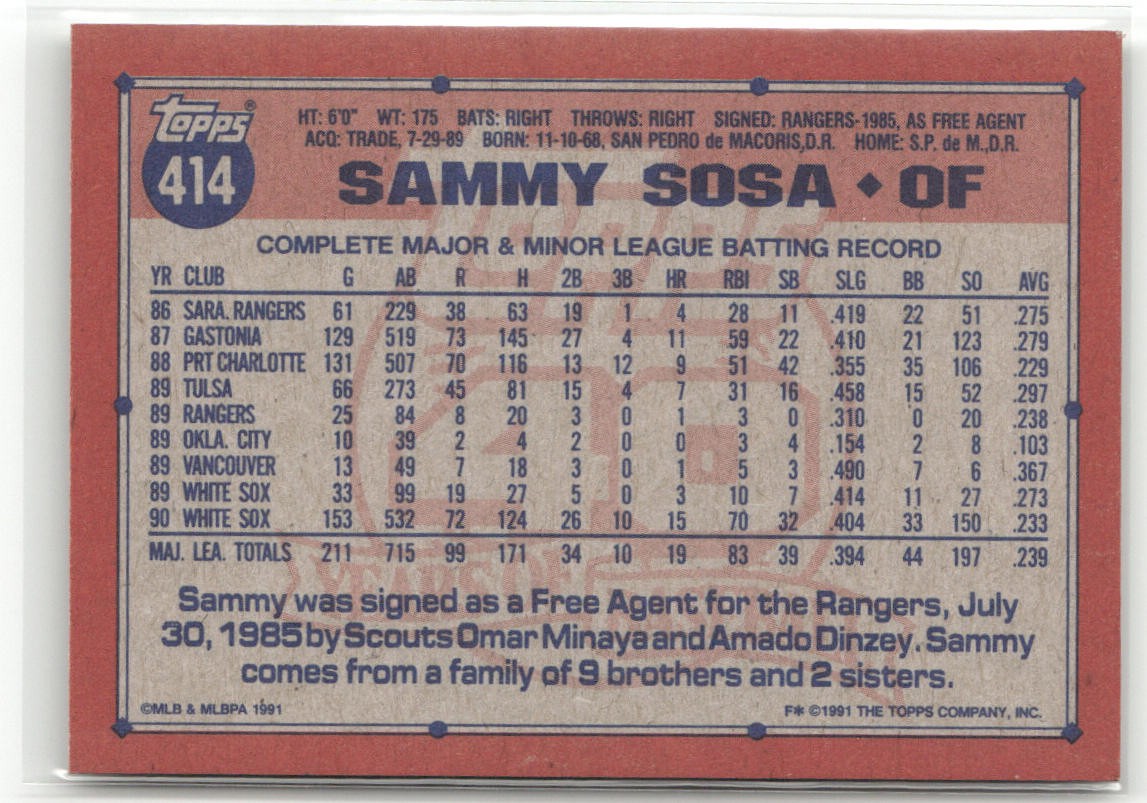 Topps®
414
HT: 6'0" WT: 175 BATS: RIGHT THROWS: RIGHT SIGNED: RANGERS-1985, AS FREE AGENT
ACQ: TRADE, 7-29-89 BORN: 11-10-68, SAN PEDRO de MACORIS,D.R. HOME: S.P. de M.,D.R.
SAMMY SOSA ◆ OF
COMPLETE MAJOR & MINOR LEAGUE BATTING RECORD
YR CLUB G AB R H 2B 3B HR RBI SB SLG BB SO AVG
86 SARA. RANGERS 61 229 38 63 19 1 4 28 11 .419 22 51 .275
87 GASTONIA 129 519 73 145 27 4 11 59 22 .410 21 123 .279
88 PRT CHARLOTTE 131 507 70 116 13 12 9 51 42 .355 35 106 .229
89 TULSA 66 273 45 81 15 4 7 31 16 .458 15 52 .297
89 RANGERS 25 84 8 20 3 0 1 3 0 .310 0 20 .238
89 OKLA. CITY 10 39 2 4 2 0 0 3 4 .154 2 8 .103
89 VANCOUVER 13 49 7 18 3 0 1 5 3 .490 7 6 .367
89 WHITE SOX 33 99 19 27 5 0 3 10 7 .414 11 27 .273
90 WHITE SOX 153 532 72 124 26 10 15 70 32 .404 33 150 .233
MAJ. LEA. TOTALS 211 715 99 171 34 10 19 83 39 .394 44 197 .239
Sammy was signed as a Free Agent for the Rangers, July
30, 1985 by Scouts Omar Minaya and Amado Dinzey. Sammy
comes from a family of 9 brothers and 2 sisters.
©MLB & MLBPA 1991
F* ©1991 THE TOPPS COMPANY, INC.